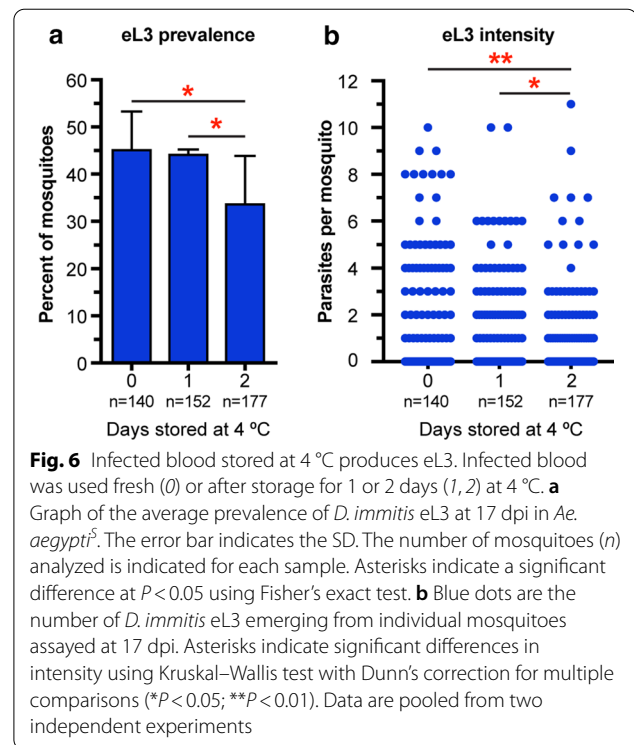 a eL3 prevalence
Percent of mosquitoes
60
50
40
30
20
10
0
* *
0 1 2
n=140 n=152 n=177
Days stored at 4 ºC
b eL3 intensity
Parasites per mosquito
12
10
8
6
4
2
0
**
*
0 1 2
n=140 n=152 n=177
Days stored at 4 ºC
Fig. 6 Infected blood stored at 4 °C produces eL3. Infected blood
was used fresh (0) or after storage for 1 or 2 days (1, 2) at 4 °C. a
Graph of the average prevalence of D. immitis eL3 at 17 dpi in Ae.
aegyptiS. The error bar indicates the SD. The number of mosquitoes (n)
analyzed is indicated for each sample. Asterisks indicate a significant
difference at P < 0.05 using Fisher's exact test. b Blue dots are the
number of D. immitis eL3 emerging from individual mosquitoes
assayed at 17 dpi. Asterisks indicate significant differences in
intensity using Kruskal–Wallis test with Dunn's correction for multiple
comparisons (*P < 0.05; **P < 0.01). Data are pooled from two
independent experiments